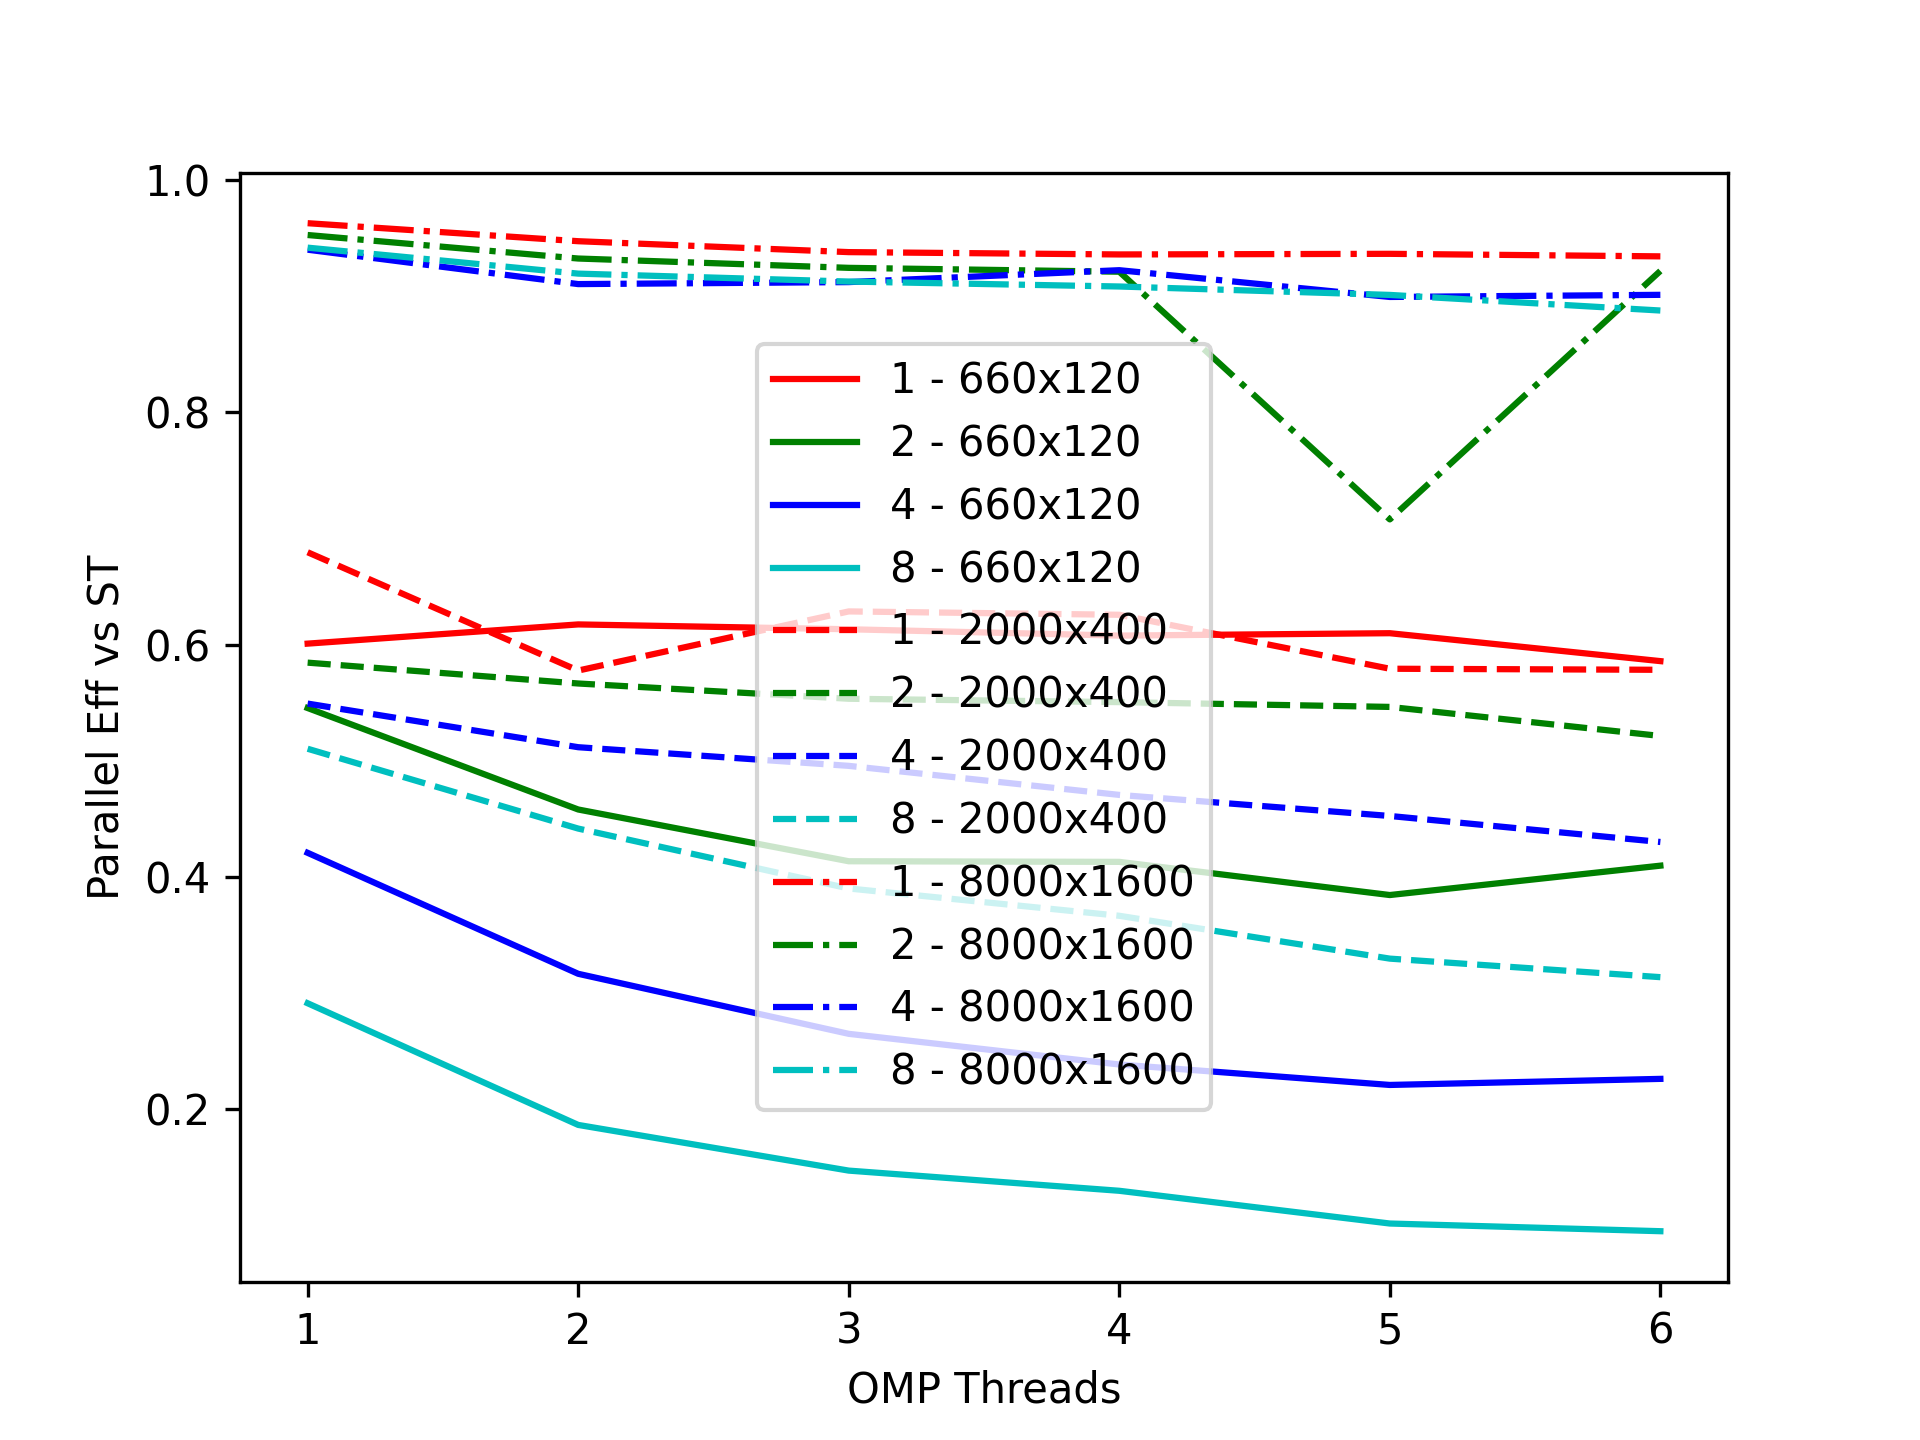 1.0
0.8
0.6
0.4
0.2
Parallel Eff vs ST
1 - 660x120
2 - 660x120
4 - 660x120
8 - 660x120
1 - 2000x400
2 - 2000x400
4 - 2000x400
8 - 2000x400
1 - 8000x1600
2 - 8000x1600
4 - 8000x1600
8 - 8000x1600
1 2 3 4 5 6
OMP Threads